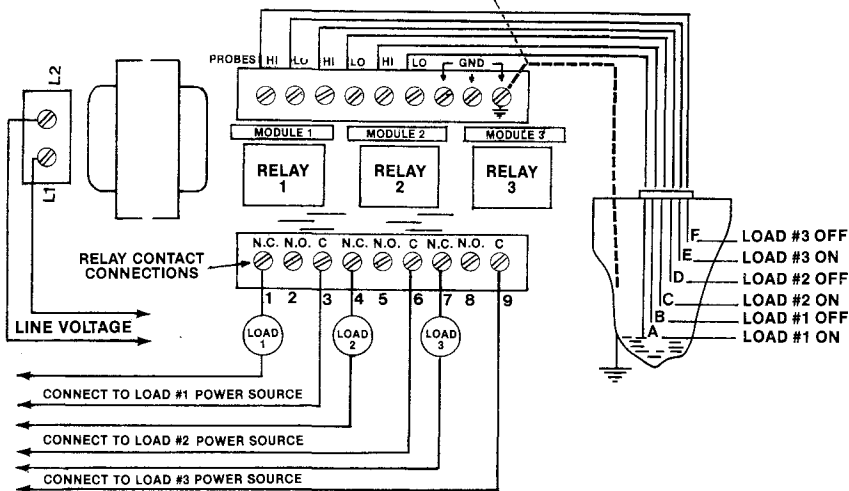 PROBES HI LO HI LO HI LO GND
L2
L1
MODULE 1 MODULE 2 MODULE 3
RELAY 1
RELAY 2
RELAY 3
RELAY CONTACT CONNECTIONS
N.C. N.O. C N.C. N.O. C N.C. N.O. C
1 2 3 4 5 6 7 8 9
LOAD 1
LOAD 2
LOAD 3
LINE VOLTAGE
CONNECT TO LOAD #1 POWER SOURCE
CONNECT TO LOAD #2 POWER SOURCE
CONNECT TO LOAD #3 POWER SOURCE
F LOAD #3 OFF
E LOAD #3 ON
D LOAD #2 OFF
C LOAD #2 ON
B LOAD #1 OFF
A LOAD #1 ON